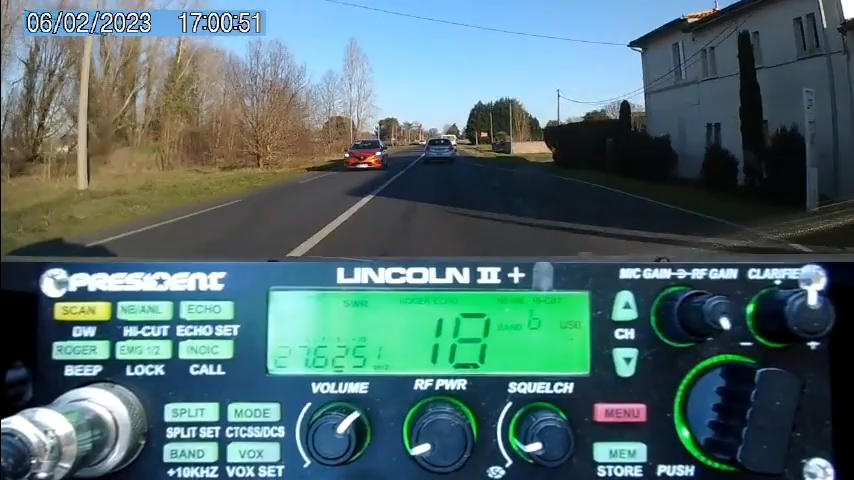 06/02/2023 17:00:51
PRESIDENT LINCOLN II + MIC GAIN RF GAIN CLARIFIER
SCAN NB/ANL ECHO
DW HI-CUT ECHO SET
ROGER EMG 1/2 INDIC
BEEP LOCK CALL
SWR ROGER ECHO NB/ANL HI-CUT
18 BAND 6 USB
27.6251
CH
VOLUME RF PWR SQUELCH
SPLIT MODE
SPLIT SET CTCSS/DCS
BAND VOX
+10KHZ VOX SET
MENU
MEM
STORE PUSH